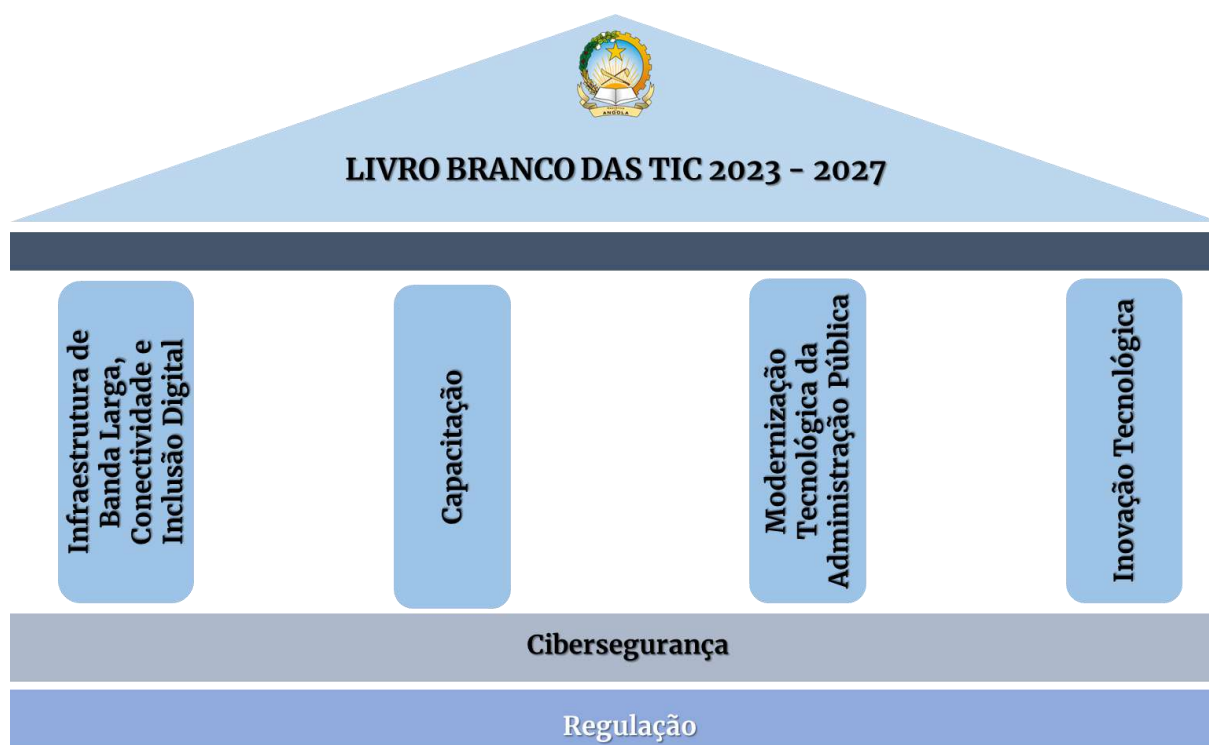 ANGOLA
LIVRO BRANCO DAS TIC 2023 - 2027
Infraestrutura de
Banda Larga,
Conectividade e
Inclusão Digital
Capacitação
Modernização
Tecnológica da
Administração Pública
Inovação Tecnológica
Cibersegurança
Regulação